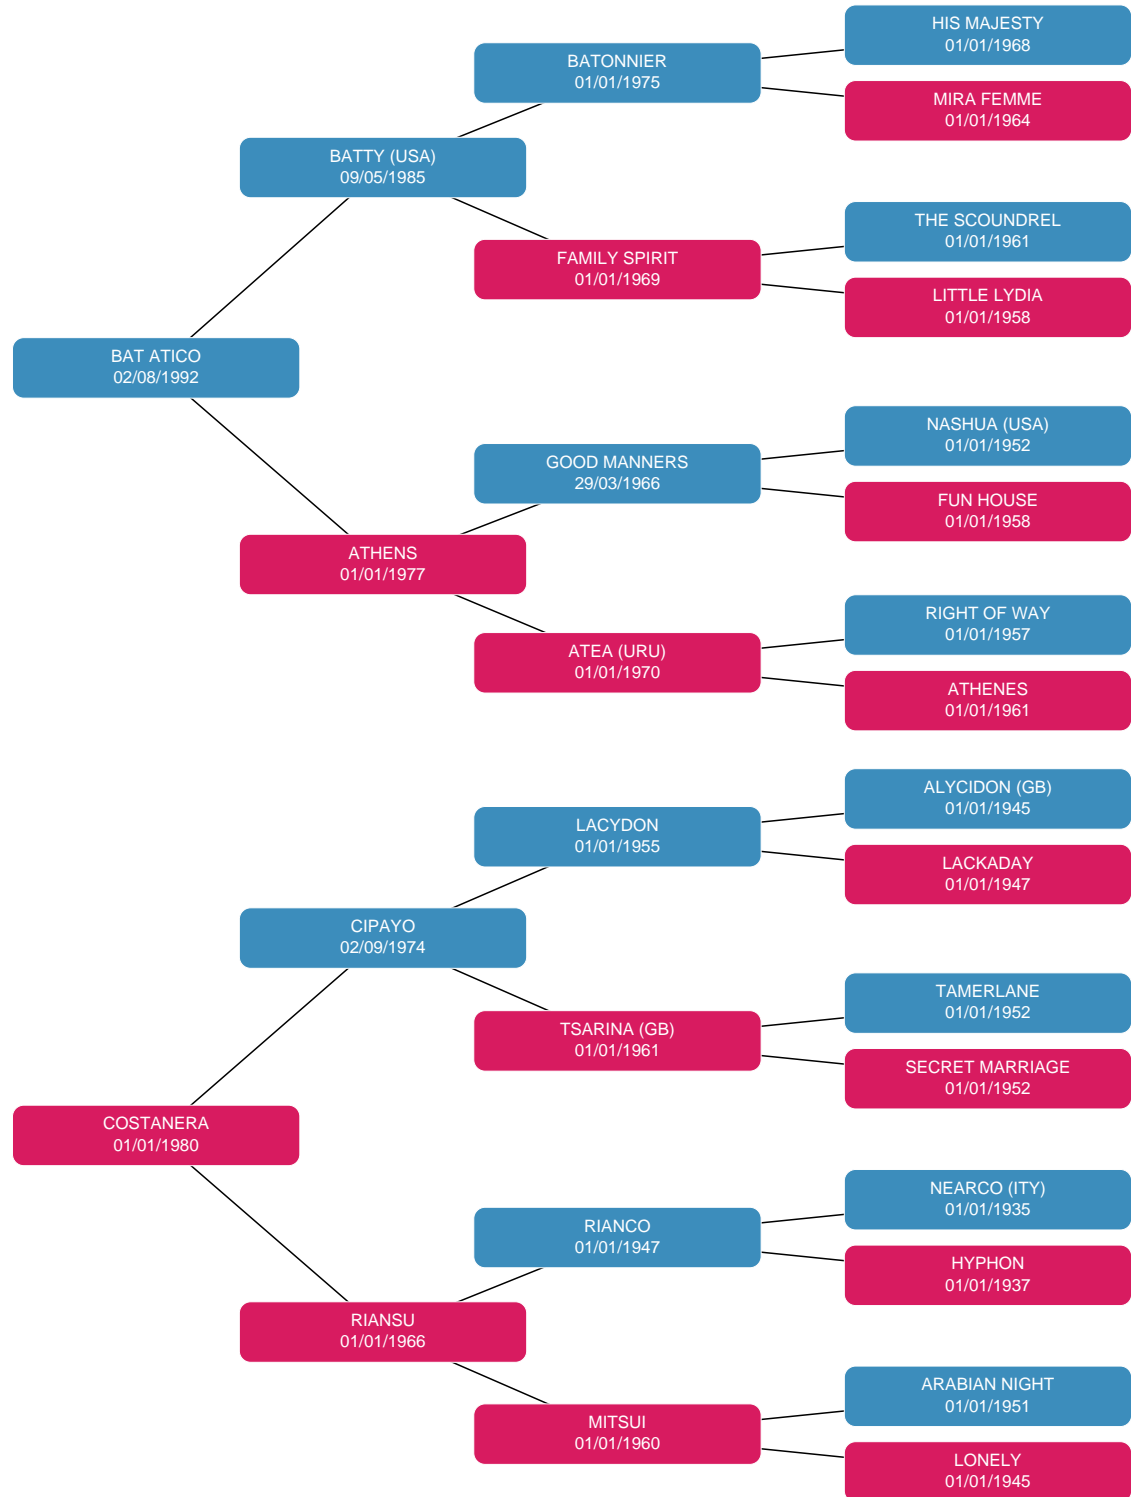 HIS MAJESTY
01/01/1968
BATONNIER
01/01/1975
MIRA FEMME
01/01/1964
BATTY (USA)
09/05/1985
THE SCOUNDREL
01/01/1961
FAMILY SPIRIT
01/01/1969
LITTLE LYDIA
01/01/1958
BAT ATICO
02/08/1992
NASHUA (USA)
01/01/1952
GOOD MANNERS
29/03/1966
FUN HOUSE
01/01/1958
ATHENS
01/01/1977
RIGHT OF WAY
01/01/1957
ATEA (URU)
01/01/1970
ATHENES
01/01/1961
ALYCIDON (GB)
01/01/1945
LACYDON
01/01/1955
LACKADAY
01/01/1947
CIPAYO
02/09/1974
TAMERLANE
01/01/1952
TSARINA (GB)
01/01/1961
SECRET MARRIAGE
01/01/1952
COSTANERA
01/01/1980
NEARCO (ITY)
01/01/1935
RIANCO
01/01/1947
HYPHON
01/01/1937
RIANSU
01/01/1966
ARABIAN NIGHT
01/01/1951
MITSUI
01/01/1960
LONELY
01/01/1945